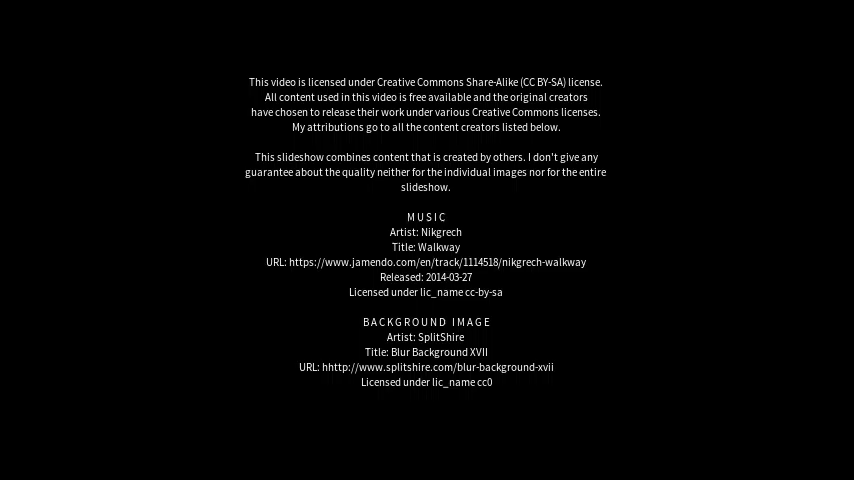 This video is licensed under Creative Commons Share-Alike (CC BY-SA) license.
All content used in this video is free available and the original creators
have chosen to release their work under various Creative Commons licenses.
My attributions go to all the content creators listed below.
This slideshow combines content that is created by others. I don't give any
guarantee about the quality neither for the individual images nor for the entire
slideshow.
MUSIC
Artist: Nikgrech
Title: Walkway
URL: https://www.jamendo.com/en/track/1114518/nikgrech-walkway
Released: 2014-03-27
Licensed under lic_name cc-by-sa
BACKGROUND IMAGE
Artist: SplitShire
Title: Blur Background XVII
URL: hhttp://www.splitshire.com/blur-background-xvii
Licensed under lic_name cc0